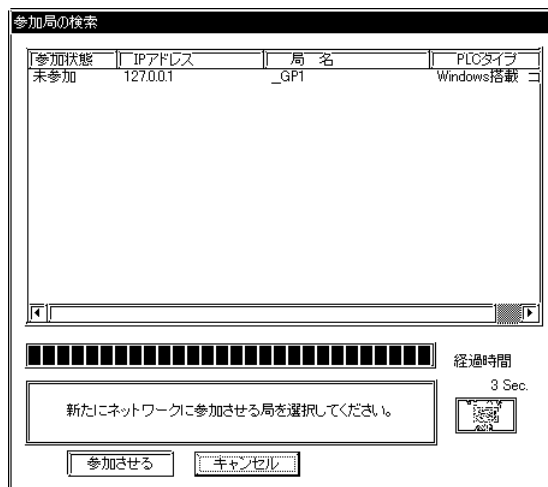 参加局の検索
参加状態 IPアドレス 局 名 PLCタイプ
未参加 127.0.0.1 _GP1 Windows搭載 コ
経過時間
3 Sec.
新たにネットワークに参加させる局を選択してください。
参加させる キャンセル